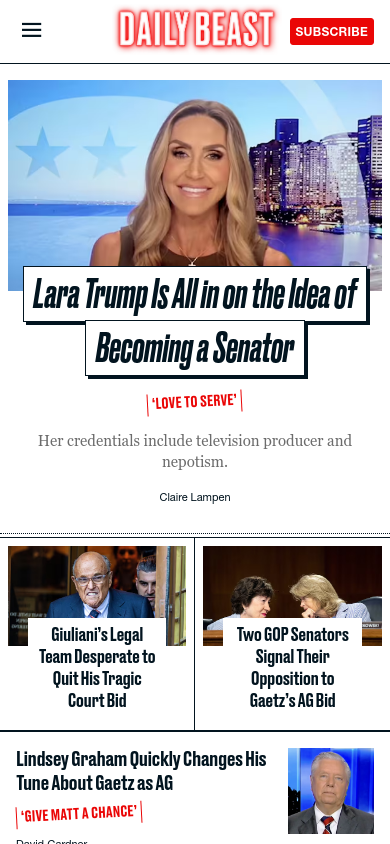 DAILY BEAST
SUBSCRIBE
Lara Trump Is All in on the Idea of
Becoming a Senator
'LOVE TO SERVE'
Her credentials include television producer and
nepotism.
Claire Lampen
Giuliani's Legal
Team Desperate to
Quit His Tragic
Court Bid
Two GOP Senators
Signal Their
Opposition to
Gaetz's AG Bid
Lindsey Graham Quickly Changes His
Tune About Gaetz as AG
'GIVE MATT A CHANCE'
David Gardner